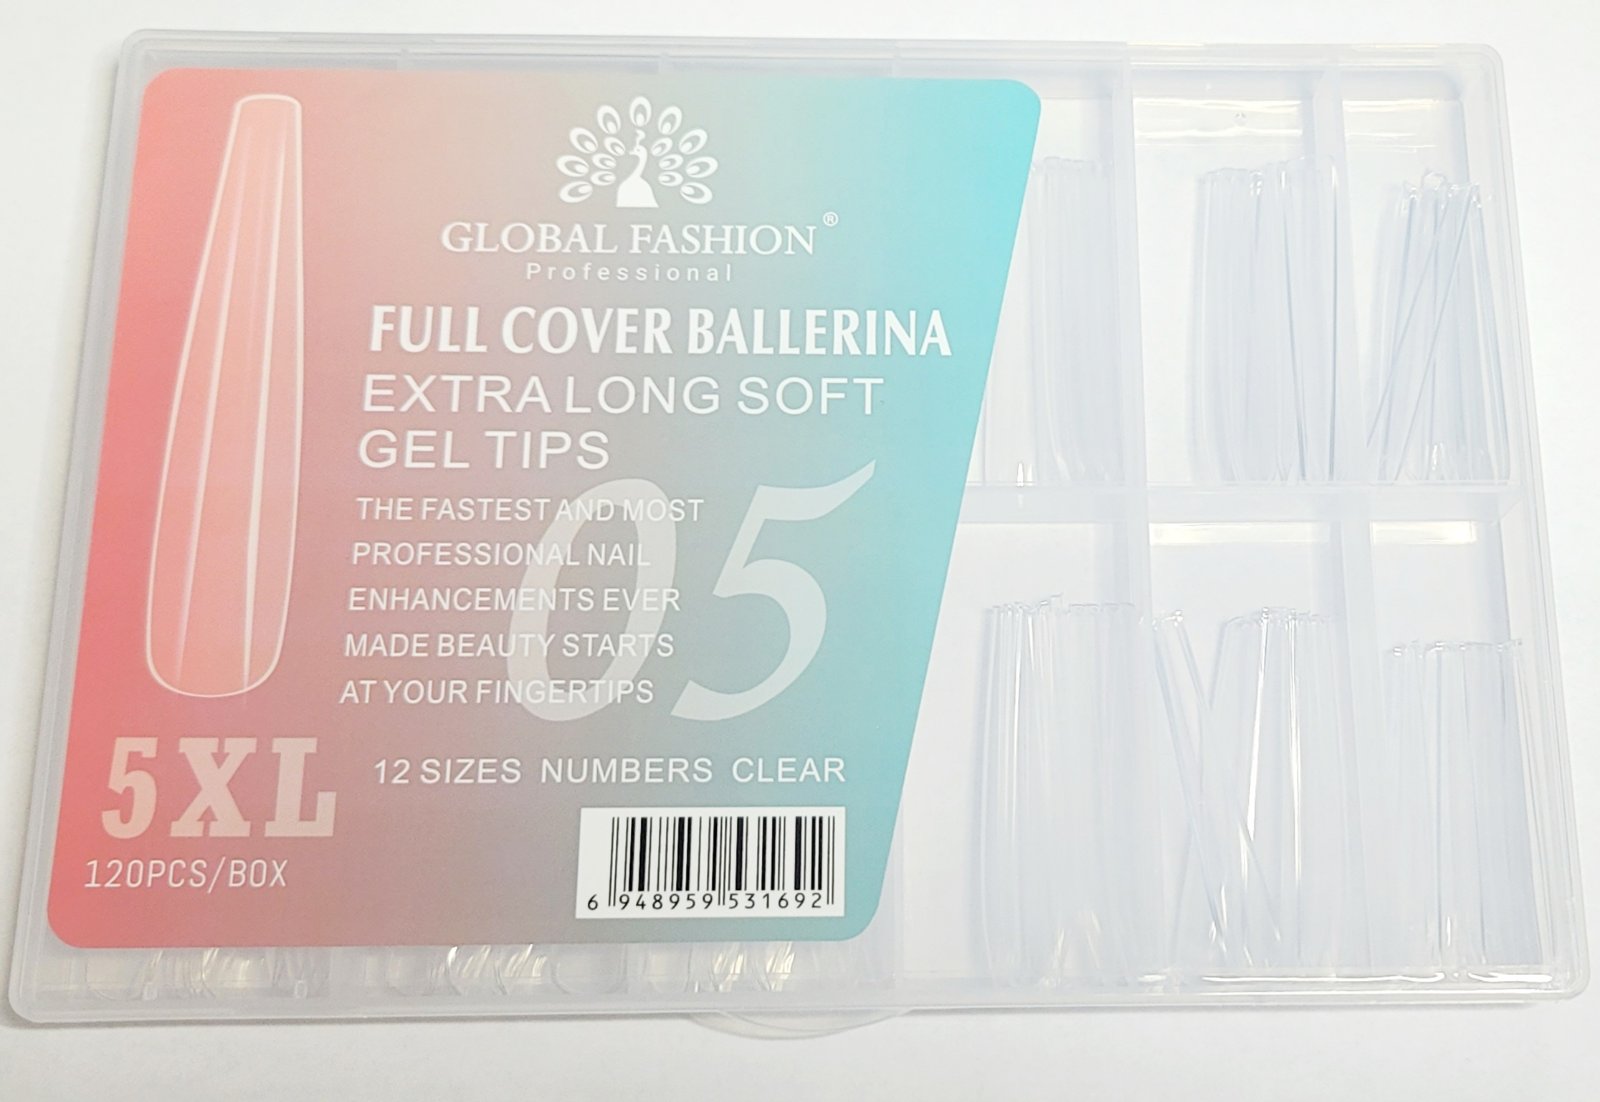 GLOBAL FASHION®
Professional
FULL COVER BALLERINA
EXTRA LONG SOFT
GEL TIPS
05
THE FASTEST AND MOST
PROFESSIONAL NAIL
ENHANCEMENTS EVER
MADE BEAUTY STARTS
AT YOUR FINGERTIPS
5XL
12 SIZES NUMBERS CLEAR
120PCS/BOX
6 948959 531692